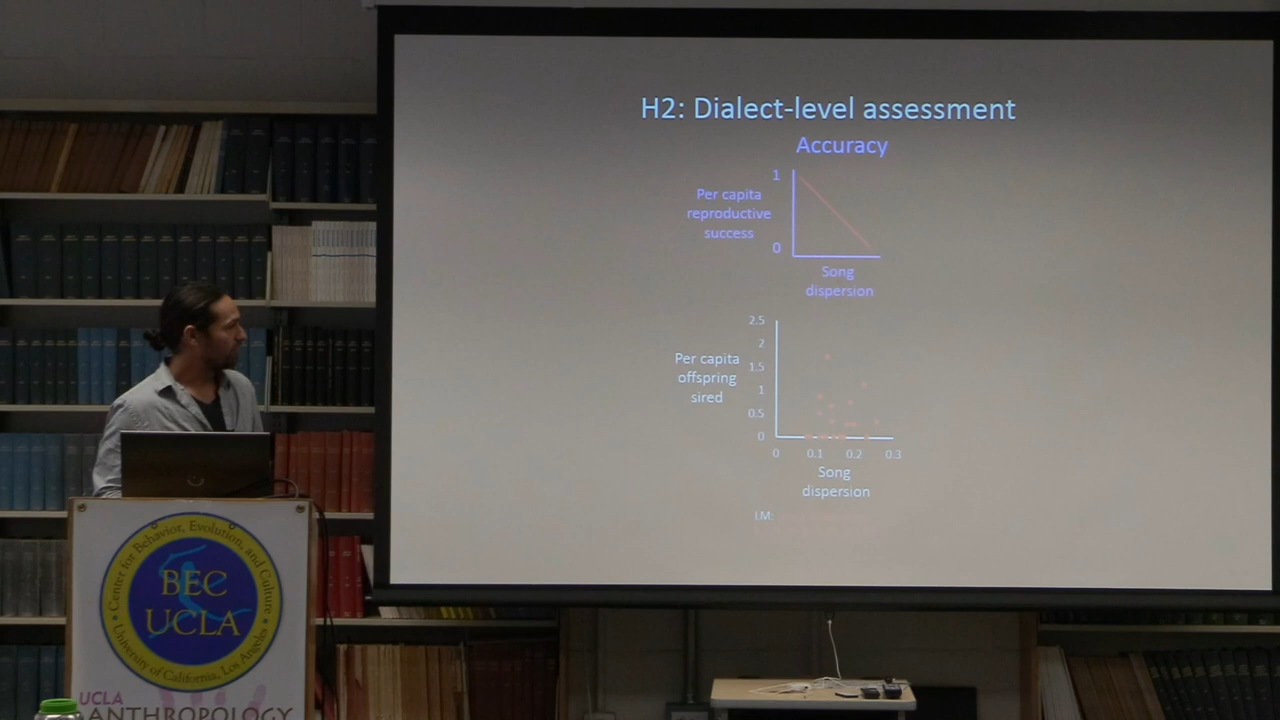 H2: Dialect-level assessment
Accuracy
1
Per capita
reproductive
success
0
Song
dispersion
2.5
2
Per capita
offspring
sired
1.5
1
0.5
0
0
0.1
0.2
0.3
Song
dispersion
I.M:
Center for Behavior, Evolution, and Culture
BEC
UCLA
University of California, Los Angeles
UCLA
ANTHROPOLOGY